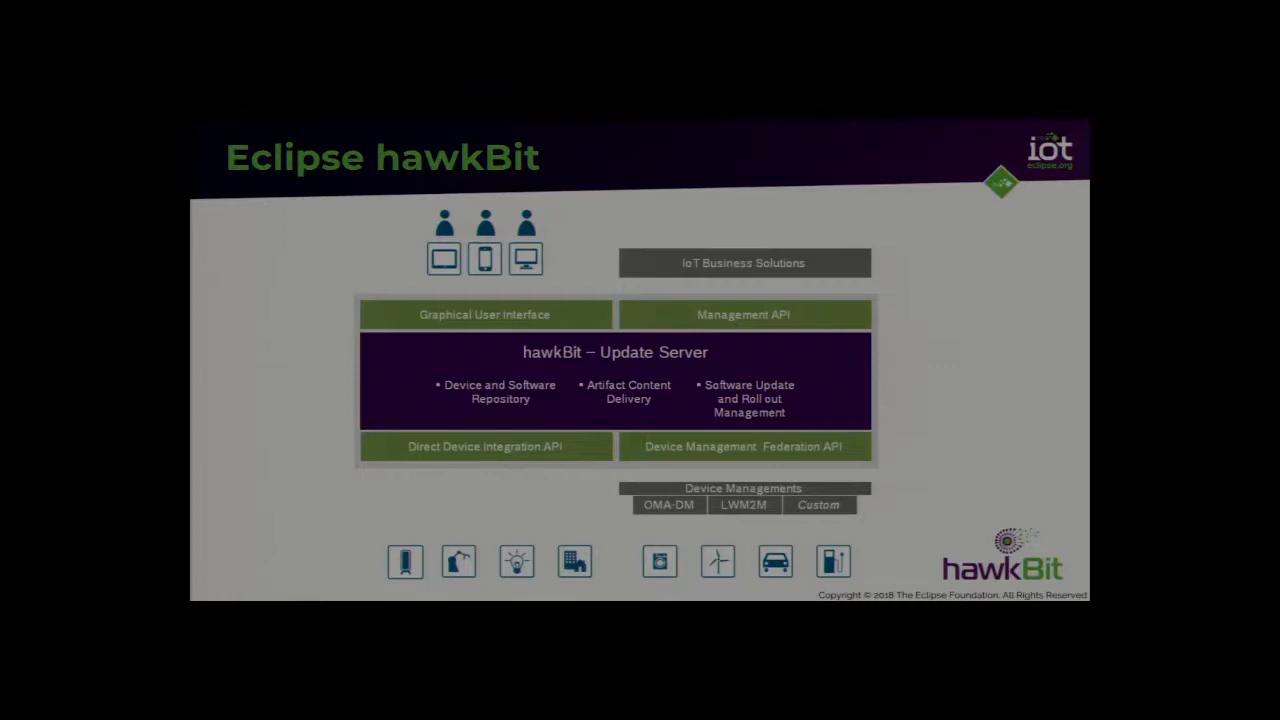 Eclipse hawkBit
iot
eclipse.org
IoT Business Solutions
Graphical User Interface
Management API
hawkBit – Update Server
• Device and Software
Repository
• Artifact Content
Delivery
• Software Update
and Roll out
Management
Direct Device Integration API
Device Management Federation API
Device Managements
OMA-DM
LWM2M
Custom
hawkBit
Copyright © 2018 The Eclipse Foundation. All Rights Reserved